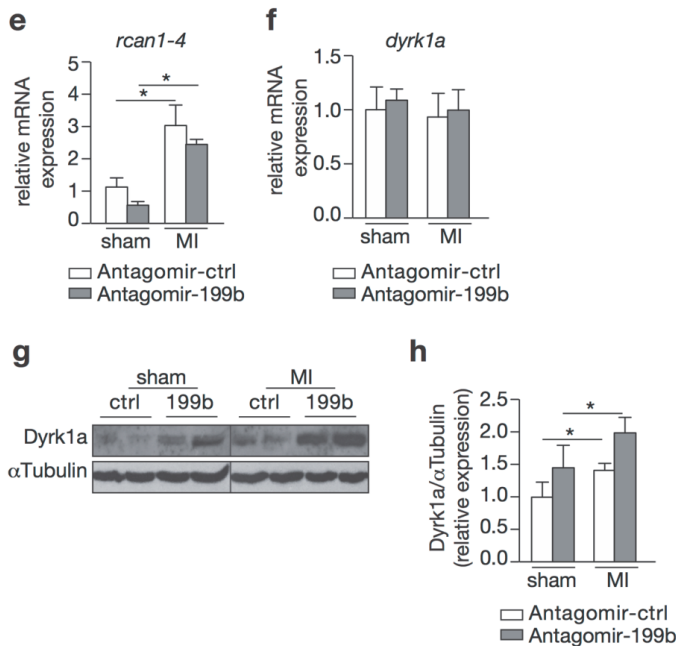 e
rcan1-4
relative mRNA
expression
5
4
3
2
1
0
*
*
sham MI
Antagomir-ctrl
Antagomir-199b
f
dyrk1a
relative mRNA
expression
1.5
1.0
0.5
0.0
sham MI
Antagomir-ctrl
Antagomir-199b
g
sham MI
ctrl 199b ctrl 199b
Dyrk1a
αTubulin
h
Dyrk1a/αTubulin
(relative expression)
2.5
2.0
1.5
1.0
0.5
0.0
*
*
sham MI
Antagomir-ctrl
Antagomir-199b